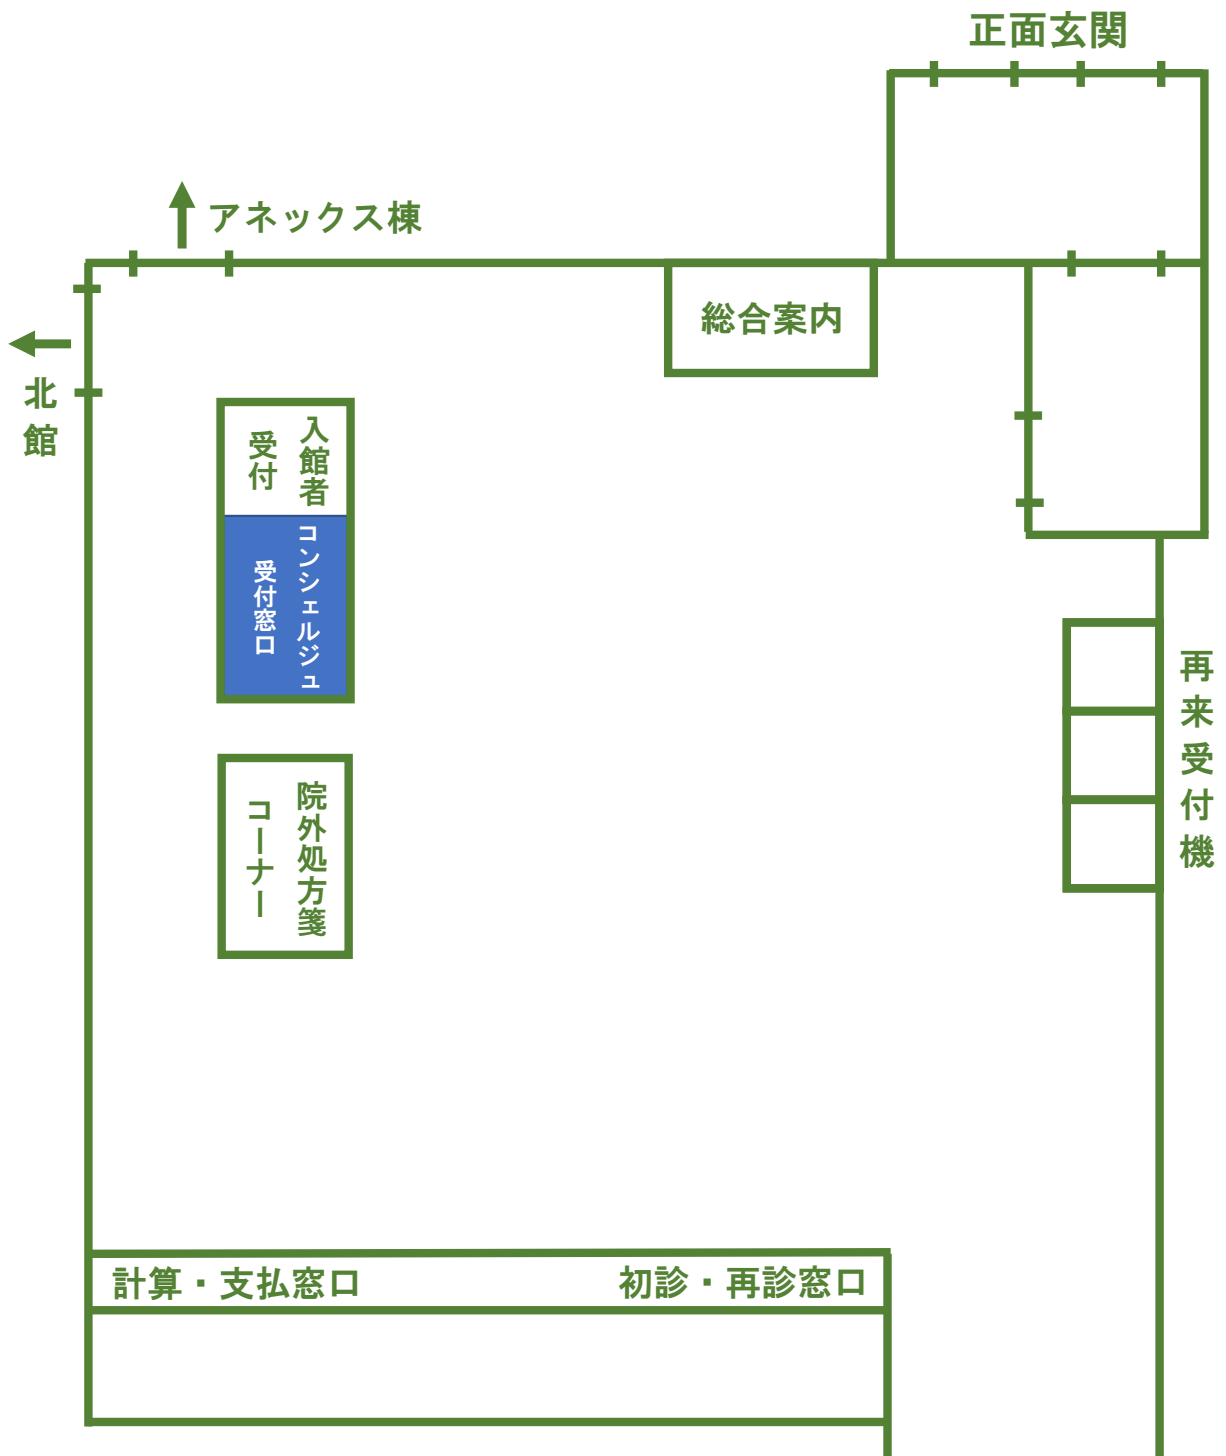 正面玄関
アネックス棟
総合案内
北館
入館者
受付
コンシェルジュ
受付窓口
再来受付機
院外処方箋
コーナー
計算・支払窓口
初診・再診窓口